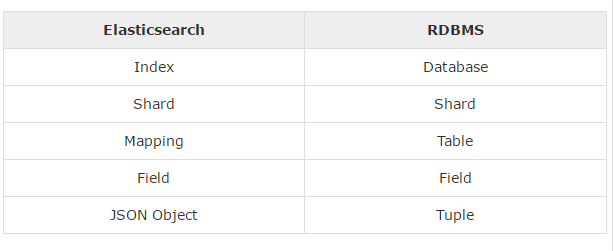 Elasticsearch RDBMS
Index Database
Shard Shard
Mapping Table
Field Field
JSON Object Tuple